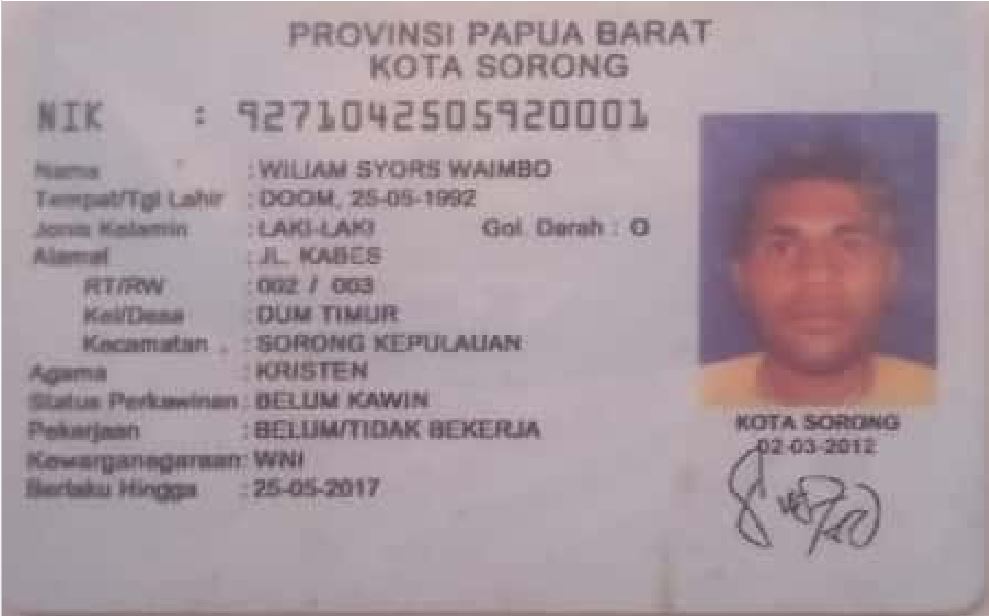 PROVINSI PAPUA BARAT
KOTA SORONG
NIK : 9271042505920001
Nama : WILIAM SYORS WAIMBO
Tempat/Tgl Lahir : DOOM, 25-05-1992
Jenis Kelamin : LAKI-LAKI Gol. Darah : O
Alamat : JL. KABES
RT/RW : 002 / 003
Kel/Desa : DUM TIMUR
Kecamatan : SORONG KEPULAUAN
Agama : KRISTEN
Status Perkawinan : BELUM KAWIN
Pekerjaan : BELUM/TIDAK BEKERJA
Kewarganegaraan : WNI
Berlaku Hingga : 25-05-2017
KOTA SORONG
02-03-2012